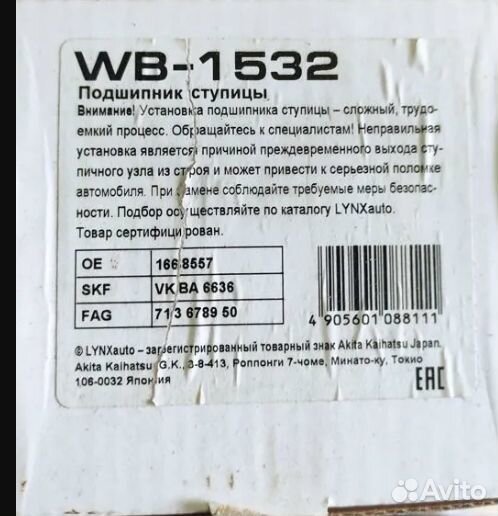 WB-1532
Подшипник ступицы
Внимание! Установка подшипника ступицы – сложный, трудо-
емкий процесс. Обращайтесь к специалистам! Неправильная
установка является причиной преждевременного выхода сту-
пичного узла из строя и может привести к серьезной поломке
автомобиля. При замене соблюдайте требуемые меры безопас-
ности. Подбор осуществляйте по каталогу LYNXauto.
Товар сертифицирован.
OE 1668557
SKF VKBA 6636
FAG 713 6789 50
4 905601 088111
© LYNXauto – зарегистрированный товарный знак Akita Kaihatsu Japan.
Akita Kaihatsu G.K., 3-8-413, Роппонги 7-чоме, Минато-ку, Токио
106-0032 Япония
EAC
Avito